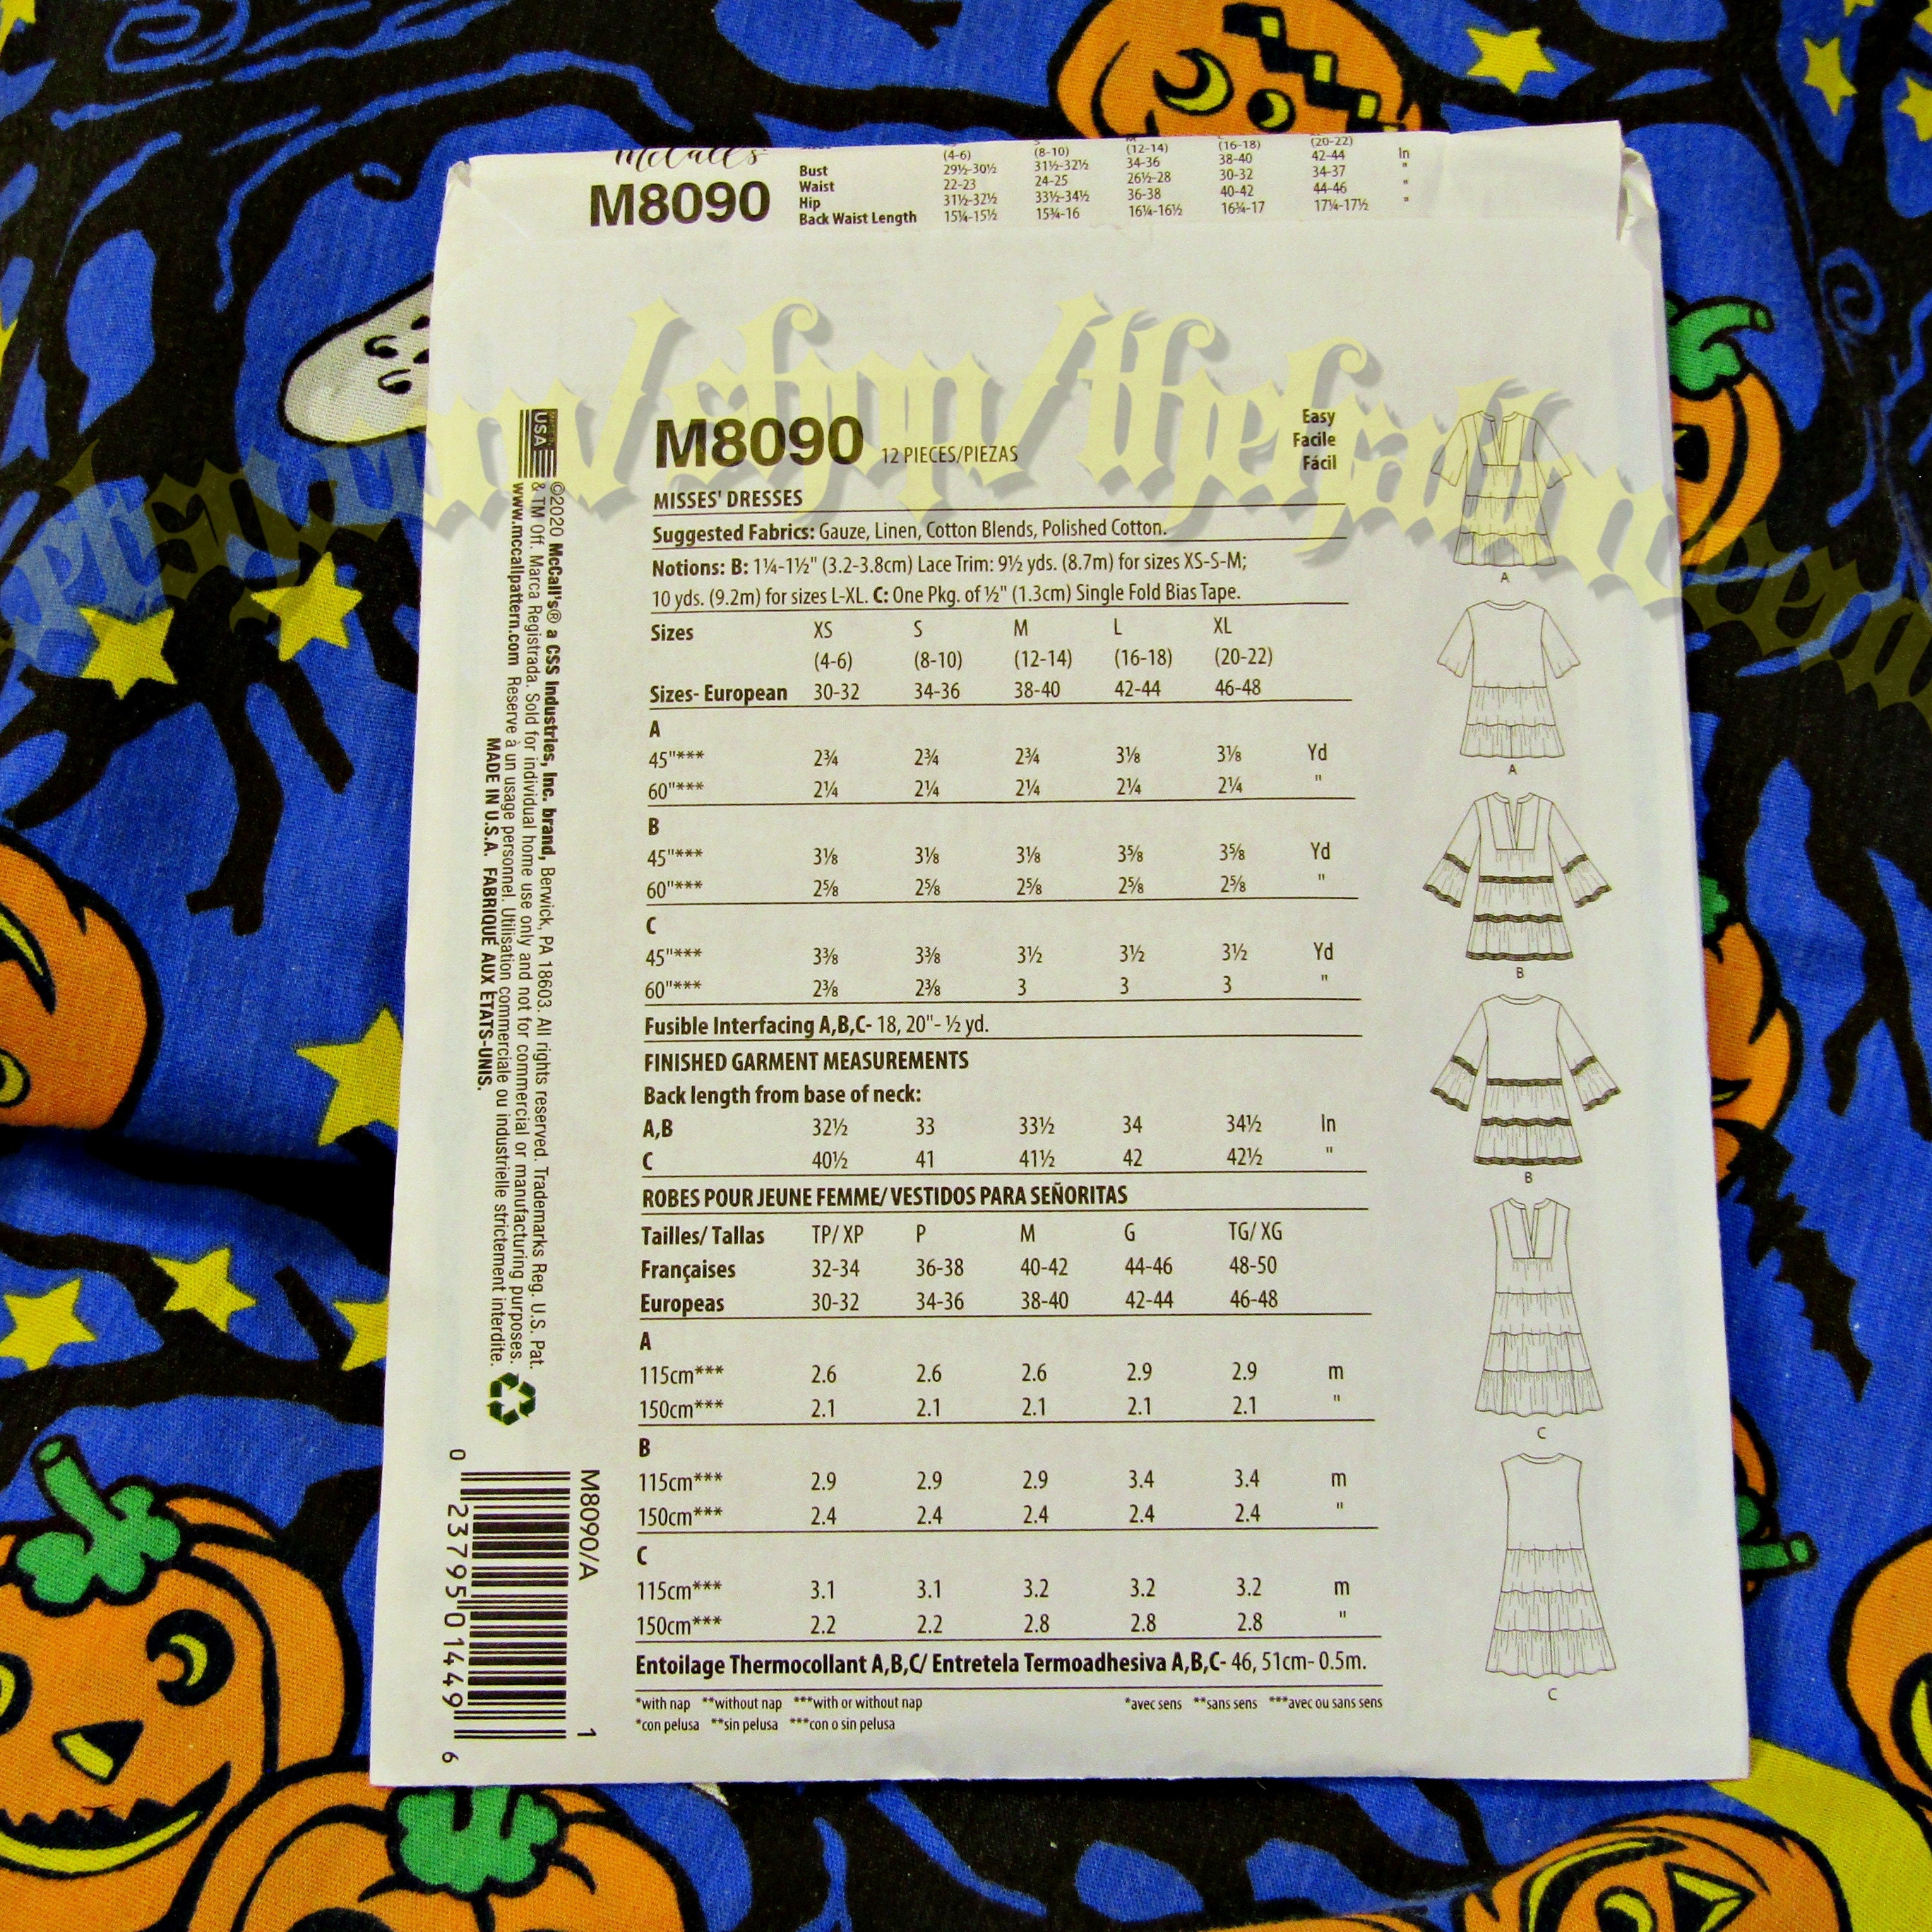 McCall's
M8090
(4-6) (8-10) (12-14) (16-18) (20-22)
Bust 29½-30½ 31½-32½ 34-36 38-40 42-44 In
Waist 22-23 24-25 26½-28 30-32 34-37 "
Hip 31½-32½ 33½-34½ 36-38 40-42 44-46 "
Back Waist Length 15¼-15½ 15¾-16 16¼-16½ 16¾-17 17¼-17½ "
M8090 12 PIECES/PIEZAS
Easy
Facile
Fácil
MISSES' DRESSES
Suggested Fabrics: Gauze, Linen, Cotton Blends, Polished Cotton.
Notions: B: 1¼-1½" (3.2-3.8cm) Lace Trim: 9½ yds. (8.7m) for sizes XS-S-M;
10 yds. (9.2m) for sizes L-XL. C: One Pkg. of ½" (1.3cm) Single Fold Bias Tape.
Sizes XS S M L XL
(4-6) (8-10) (12-14) (16-18) (20-22)
Sizes- European 30-32 34-36 38-40 42-44 46-48
A
45"*** 2¾ 2¾ 2¾ 3⅛ 3⅛ Yd
60"*** 2¼ 2¼ 2¼ 2¼ 2¼ "
B
45"*** 3⅛ 3⅛ 3⅛ 3⅝ 3⅝ Yd
60"*** 2⅝ 2⅝ 2⅝ 2⅝ 2⅝ "
C
45"*** 3⅜ 3⅜ 3½ 3½ 3½ Yd
60"*** 2⅜ 2⅜ 3 3 3 "
Fusible Interfacing A,B,C- 18, 20"- ½ yd.
FINISHED GARMENT MEASUREMENTS
Back length from base of neck:
A,B 32½ 33 33½ 34 34½ In
C 40½ 41 41½ 42 42½ "
ROBES POUR JEUNE FEMME/ VESTIDOS PARA SEÑORITAS
Tailles/ Tallas TP/ XP P M G TG/ XG
Françaises 32-34 36-38 40-42 44-46 48-50
Europeas 30-32 34-36 38-40 42-44 46-48
A
115cm*** 2.6 2.6 2.6 2.9 2.9 m
150cm*** 2.1 2.1 2.1 2.1 2.1 "
B
115cm*** 2.9 2.9 2.9 3.4 3.4 m
150cm*** 2.4 2.4 2.4 2.4 2.4 "
C
115cm*** 3.1 3.1 3.2 3.2 3.2 m
150cm*** 2.2 2.2 2.8 2.8 2.8 "
Entoilage Thermocollant A,B,C/ Entretela Termoadhesiva A,B,C- 46, 51cm- 0.5m.
*with nap **without nap ***with or without nap *avec sens **sans sens ***avec ou sans sens
*con pelusa **sin pelusa ***con o sin pelusa
A
A
B
B
C
C
USA
©2020 McCall's® a CSS Industries, Inc. brand, Berwick, PA 18603. All rights reserved. Trademarks Reg. U.S. Pat.
& TM Off. Marca Registrada. Sold for individual home use only and not for commercial or manufacturing purposes.
www.mccallpattern.com Reservé à un usage personnel. Utilisation commerciale ou industrielle strictement interdite.
MADE IN U.S.A. FABRIQUÉ AUX ÉTATS-UNIS.
M8090/A
0 23795 01449 6
1